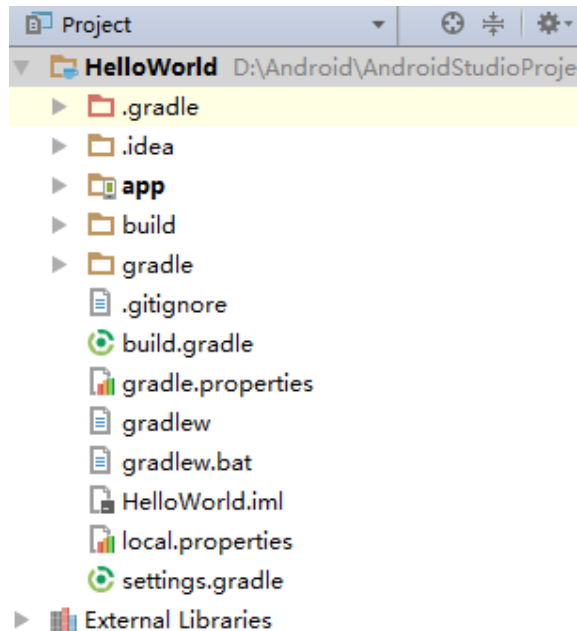 Project
HelloWorld D:\Android\AndroidStudioProje
.gradle
.idea
app
build
gradle
.gitignore
build.gradle
gradle.properties
gradlew
gradlew.bat
HelloWorld.iml
local.properties
settings.gradle
External Libraries